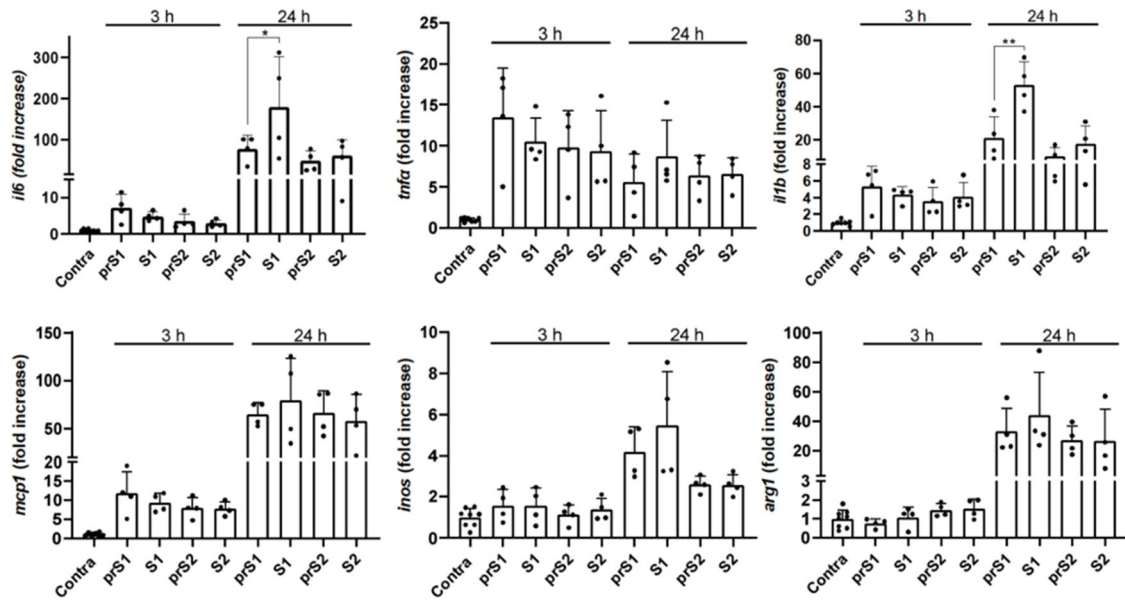 3 h 24 h
il6 (fold increase)
300
200
100
10
0
*
Contra prS1 S1 prS2 S2 prS1 S1 prS2 S2
3 h 24 h
tnfα (fold increase)
25
20
15
10
5
0
Contra prS1 S1 prS2 S2 prS1 S1 prS2 S2
3 h 24 h
il1b (fold increase)
80
60
40
20
8
6
4
2
0
**
Contra prS1 S1 prS2 S2 prS1 S1 prS2 S2
3 h 24 h
mcp1 (fold increase)
150
100
50
20
15
10
5
0
Contra prS1 S1 prS2 S2 prS1 S1 prS2 S2
3 h 24 h
inos (fold increase)
10
8
6
4
2
0
Contra prS1 S1 prS2 S2 prS1 S1 prS2 S2
3 h 24 h
arg1 (fold increase)
100
80
60
40
20
3
2
1
0
Contra prS1 S1 prS2 S2 prS1 S1 prS2 S2